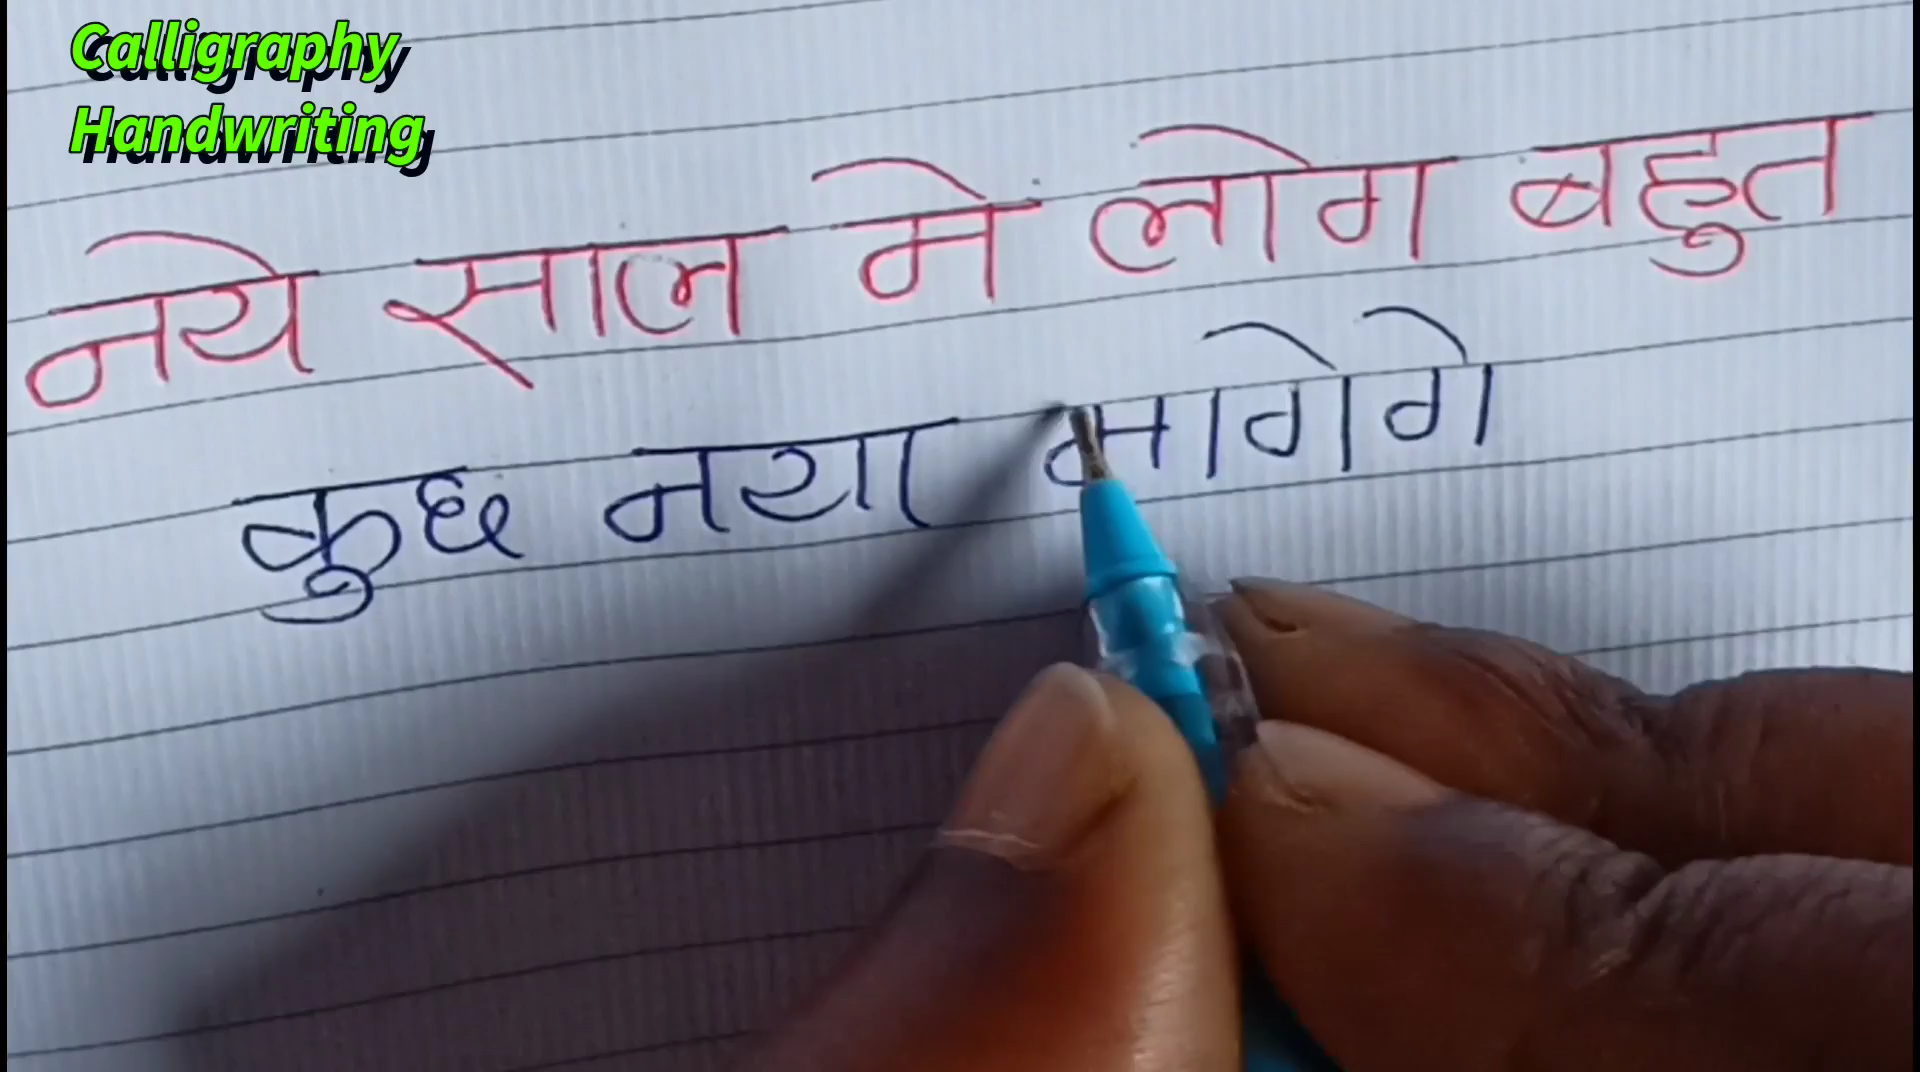 Calligraphy
Handwriting
नये साल मे लोग बहुत
कुछ नया मागेगे